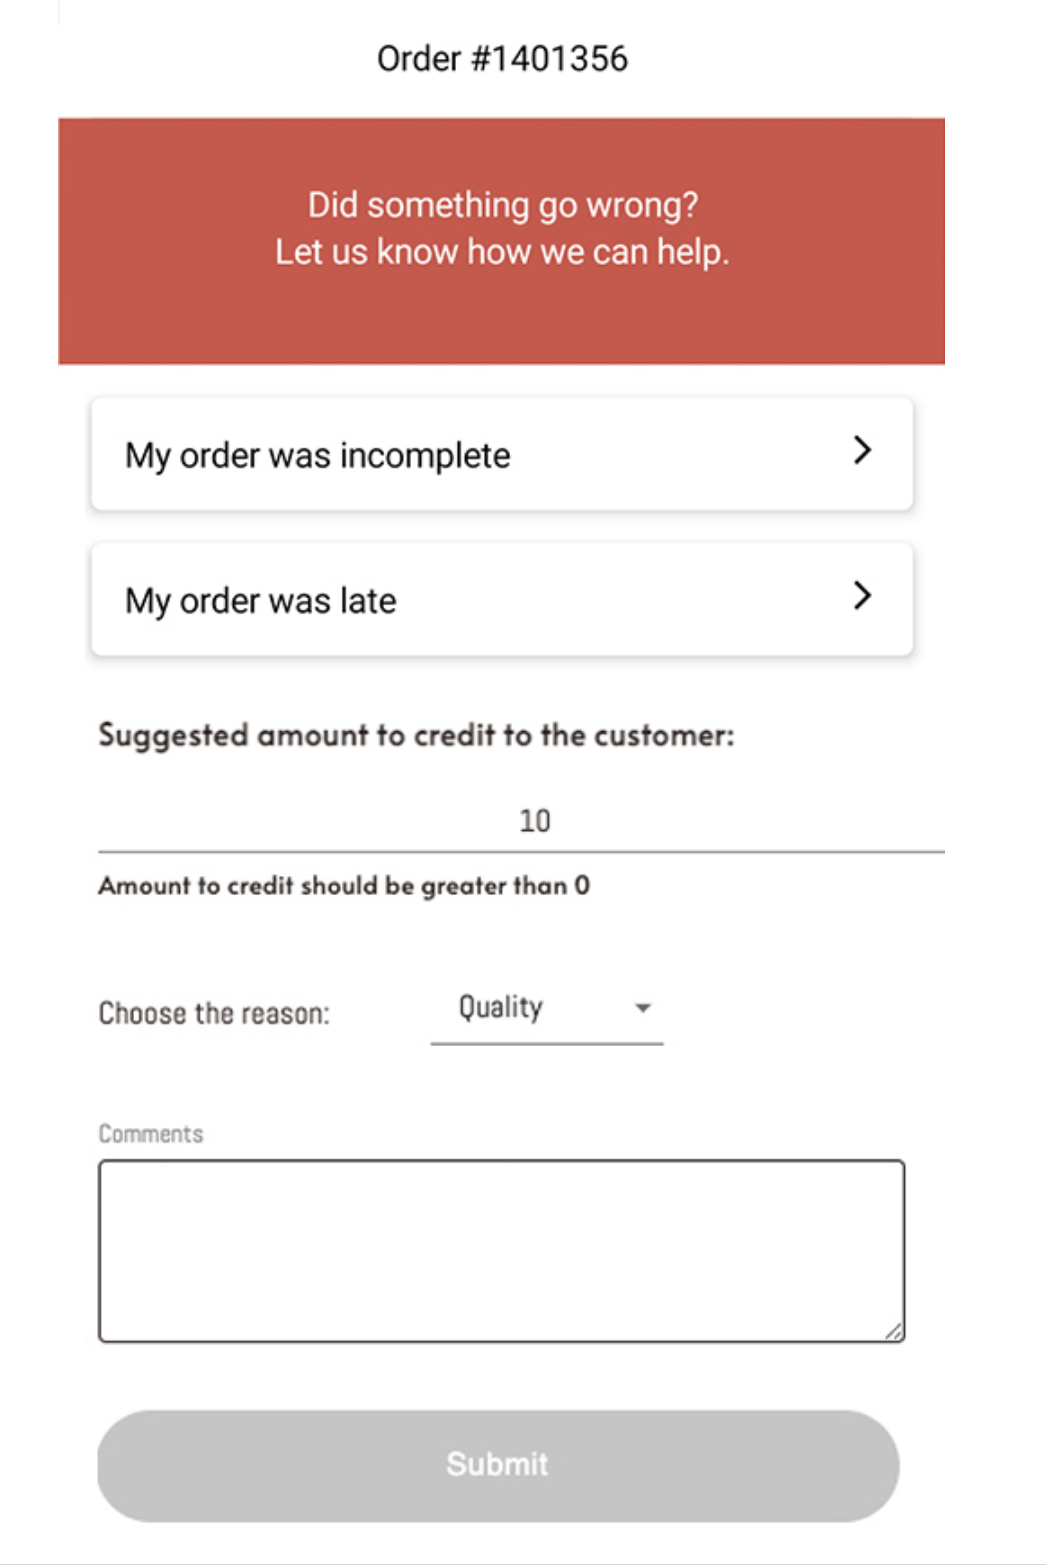 Order #1401356
Did something go wrong?
Let us know how we can help.
My order was incomplete
My order was late
Suggested amount to credit to the customer:
10
Amount to credit should be greater than 0
Choose the reason: Quality
Comments
Submit